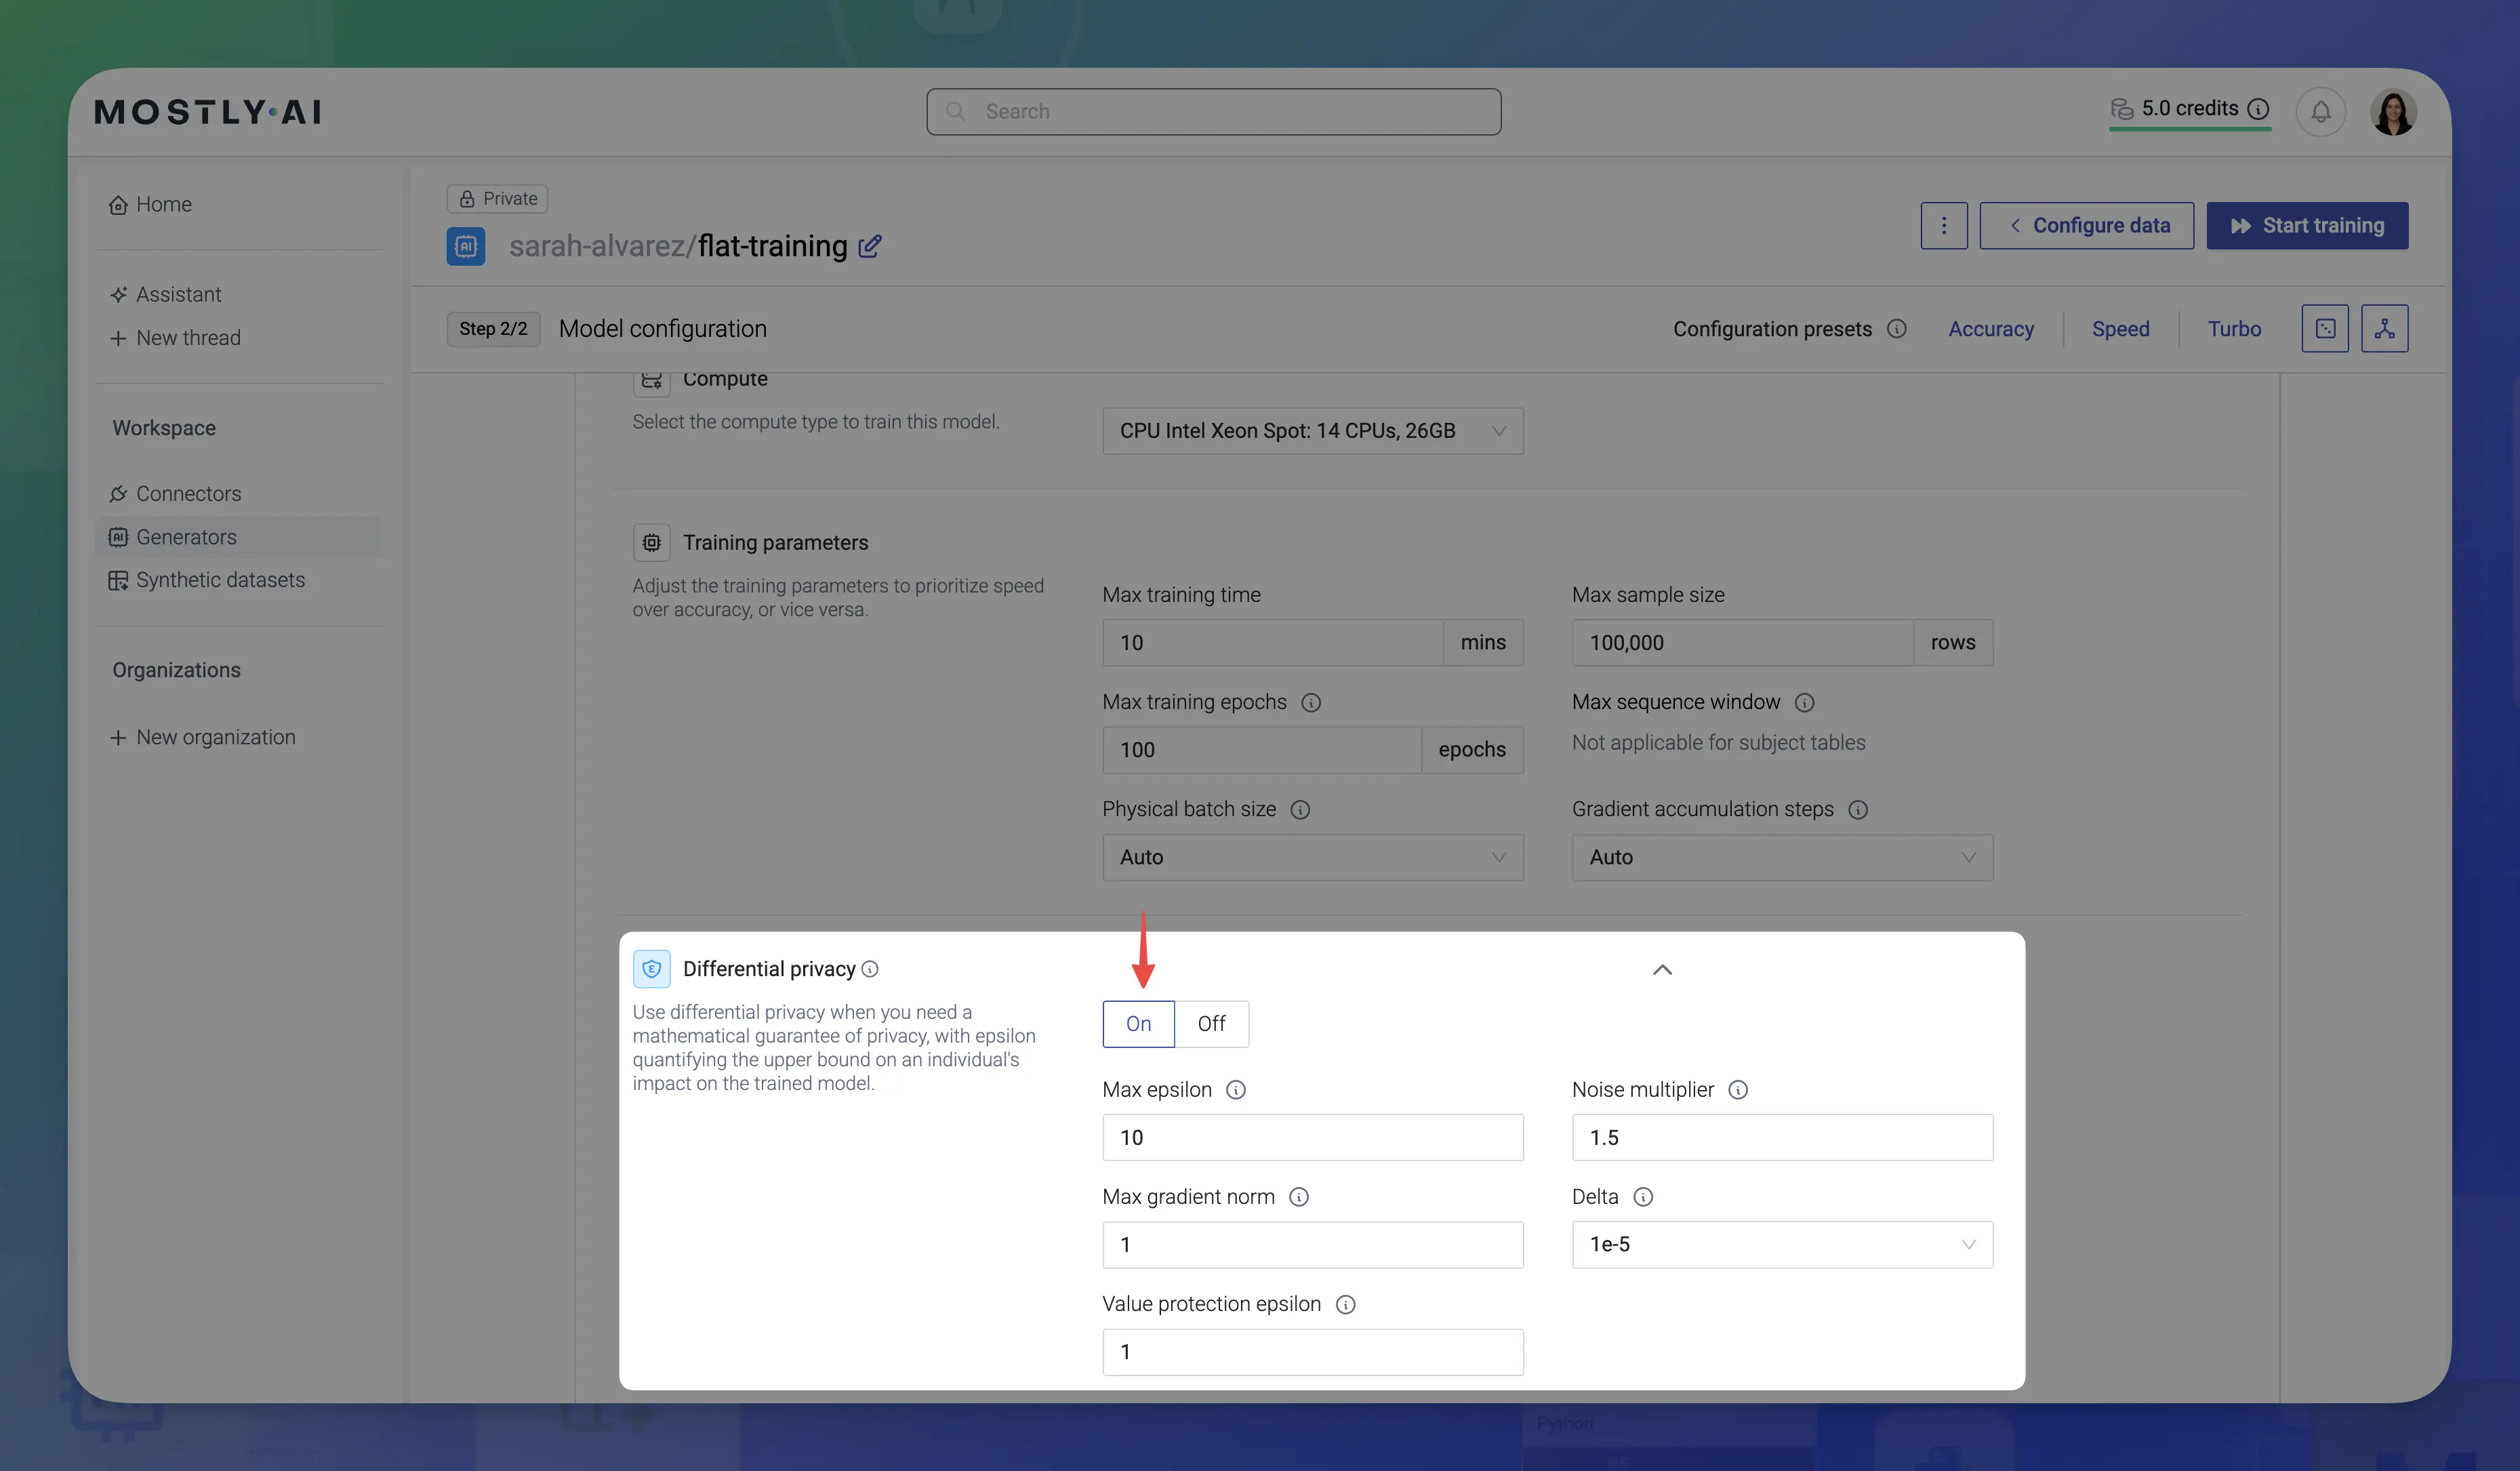 MOSTLY·AI
Search
5.0 credits
Home
Assistant
New thread
Workspace
Connectors
Generators
Synthetic datasets
Organizations
New organization
Private
sarah-alvarez/flat-training
Configure data
Start training
Step 2/2
Model configuration
Configuration presets
Accuracy
Speed
Turbo
Compute
Select the compute type to train this model.
CPU Intel Xeon Spot: 14 CPUs, 26GB
Training parameters
Adjust the training parameters to prioritize speed
over accuracy, or vice versa.
Max training time
10 mins
Max sample size
100,000 rows
Max training epochs
100 epochs
Max sequence window
Not applicable for subject tables
Physical batch size
Auto
Gradient accumulation steps
Auto
Differential privacy
Use differential privacy when you need a
mathematical guarantee of privacy, with epsilon
quantifying the upper bound on an individual's
impact on the trained model.
On
Off
Max epsilon
10
Noise multiplier
1.5
Max gradient norm
1
Delta
1e-5
Value protection epsilon
1
Python